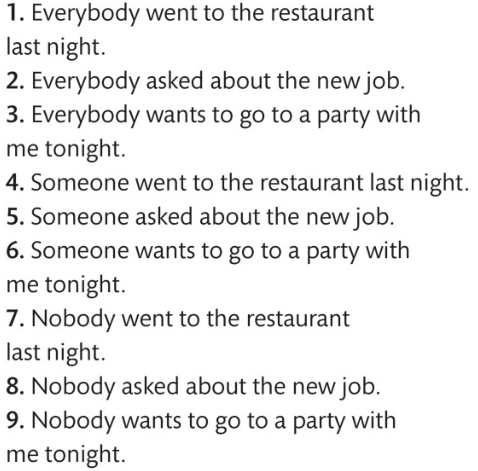 1. Everybody went to the restaurant
last night.
2. Everybody asked about the new job.
3. Everybody wants to go to a party with
me tonight.
4. Someone went to the restaurant last night.
5. Someone asked about the new job.
6. Someone wants to go to a party with
me tonight.
7. Nobody went to the restaurant
last night.
8. Nobody asked about the new job.
9. Nobody wants to go to a party with
me tonight.